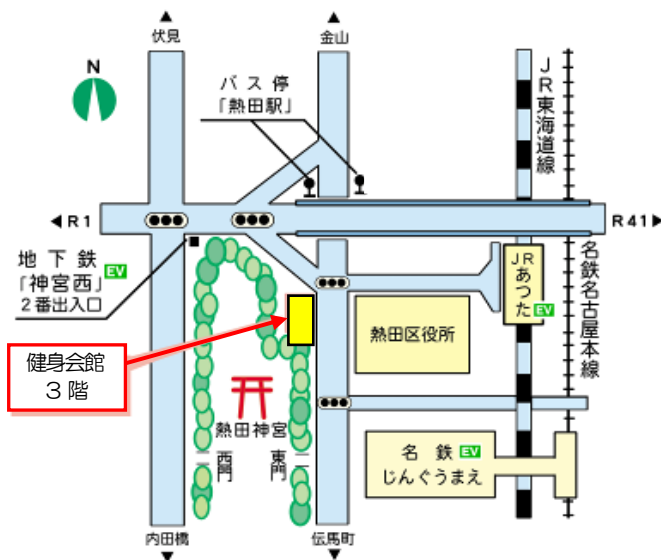 伏見
金山
N
バス停
「熱田駅」
JR東海道線
R1
R41
地下鉄
「神宮西」
EV
2番出入口
JR
あつた
EV
名鉄名古屋本線
熱田区役所
健身会館
3階
熱田神宮
西門
東門
名鉄
EV
じんぐうまえ
内田橋
伝馬町